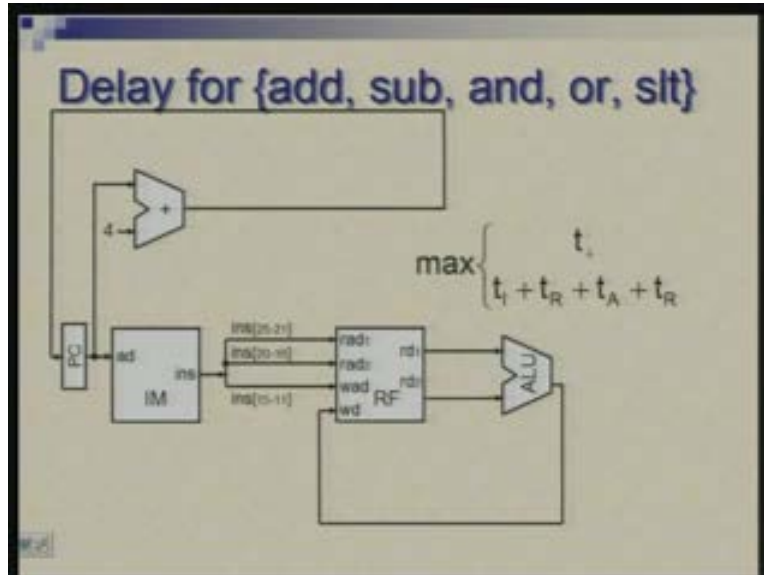 Delay for {add, sub, and, or, slt}
+
4
max{
t₊
t_I + t_R + t_A + t_R
PC
ad
ins
IM
ins[25-21]
ins[20-16]
ins[15-11]
rad1
rad2
wad
wd
rd1
rd2
RF
ALU